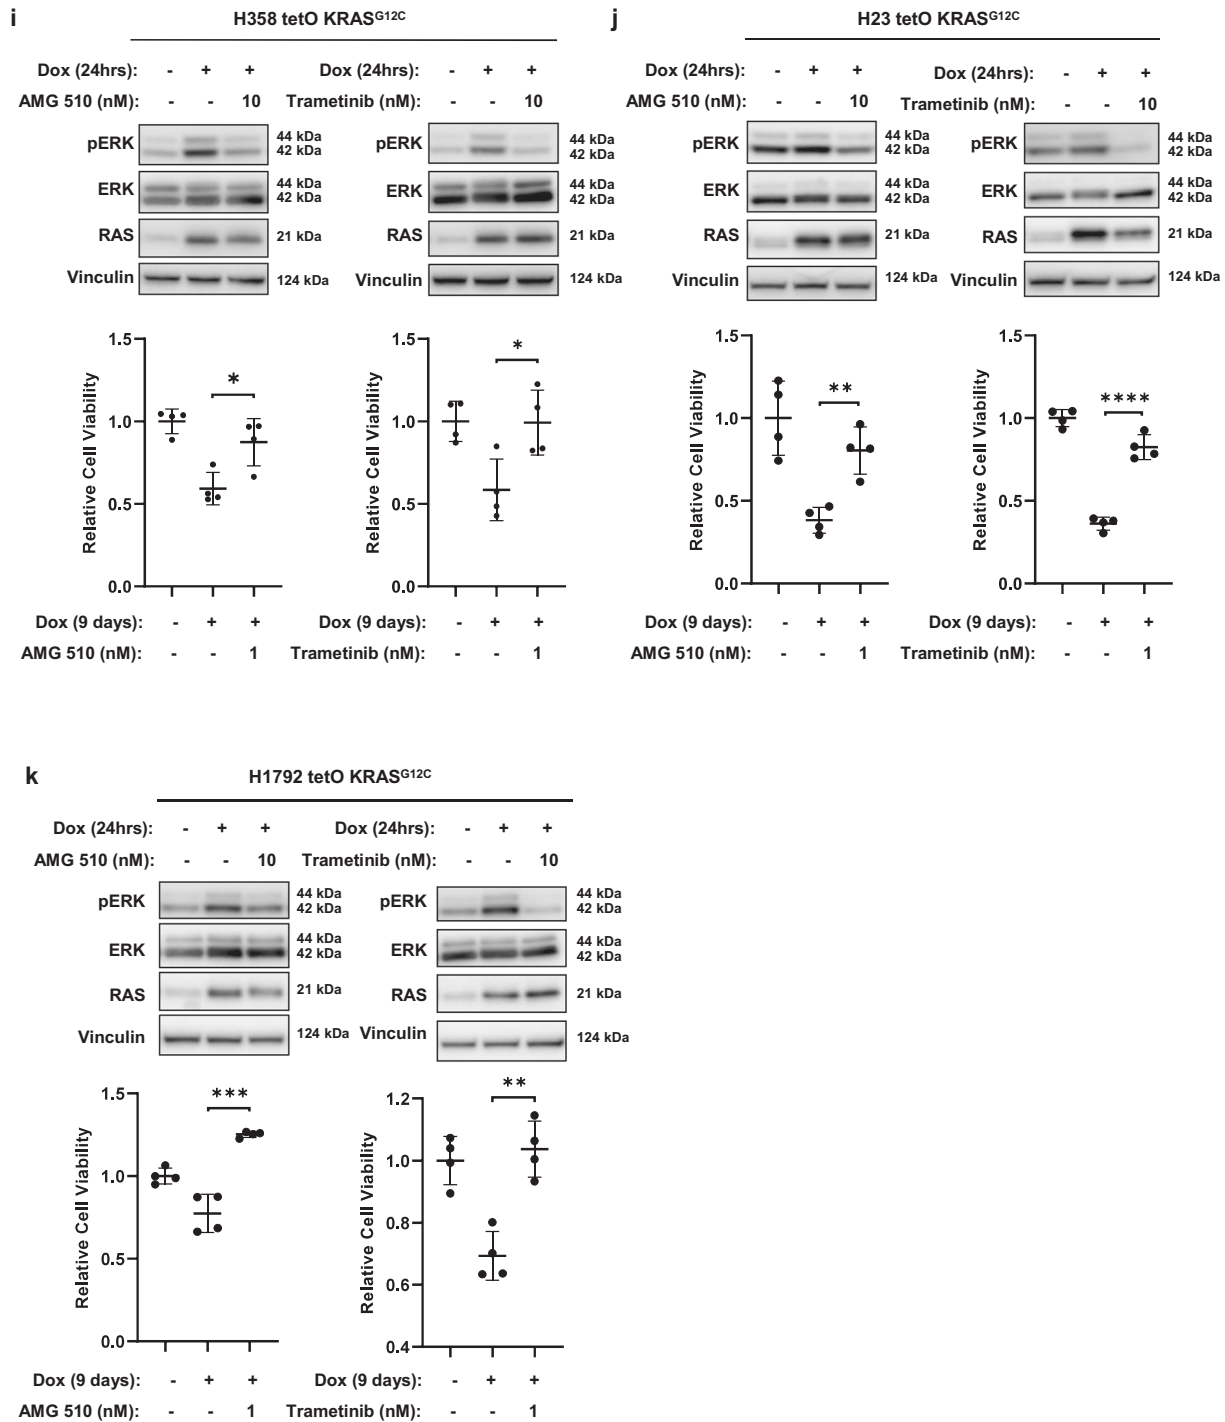 i
H358 tetO KRASG12C
Dox (24hrs): - + +
AMG 510 (nM): - - 10
pERK 44 kDa
42 kDa
ERK 44 kDa
42 kDa
RAS 21 kDa
Vinculin 124 kDa
Dox (24hrs): - + +
Trametinib (nM): - - 10
pERK 44 kDa
42 kDa
ERK 44 kDa
42 kDa
RAS 21 kDa
Vinculin 124 kDa
Relative Cell Viability
1.5
1.0
0.5
0.0
*
Dox (9 days): - + +
AMG 510 (nM): - - 1
Relative Cell Viability
1.5
1.0
0.5
0.0
*
Dox (9 days): - + +
Trametinib (nM): - - 1
j
H23 tetO KRASG12C
Dox (24hrs): - + +
AMG 510 (nM): - - 10
pERK 44 kDa
42 kDa
ERK 44 kDa
42 kDa
RAS 21 kDa
Vinculin 124 kDa
Dox (24hrs): - + +
Trametinib (nM): - - 10
pERK 44 kDa
42 kDa
ERK 44 kDa
42 kDa
RAS 21 kDa
Vinculin 124 kDa
Relative Cell Viability
1.5
1.0
0.5
0.0
**
Dox (9 days): - + +
AMG 510 (nM): - - 1
Relative Cell Viability
1.5
1.0
0.5
0.0
****
Dox (9 days): - + +
Trametinib (nM): - - 1
k
H1792 tetO KRASG12C
Dox (24hrs): - + +
AMG 510 (nM): - - 10
pERK 44 kDa
42 kDa
ERK 44 kDa
42 kDa
RAS 21 kDa
Vinculin 124 kDa
Dox (24hrs): - + +
Trametinib (nM): - - 10
pERK 44 kDa
42 kDa
ERK 44 kDa
42 kDa
RAS 21 kDa
Vinculin 124 kDa
Relative Cell Viability
1.5
1.0
0.5
0.0
***
Dox (9 days): - + +
AMG 510 (nM): - - 1
Relative Cell Viability
1.2
1.0
0.8
0.6
0.4
**
Dox (9 days): - + +
Trametinib (nM): - - 1